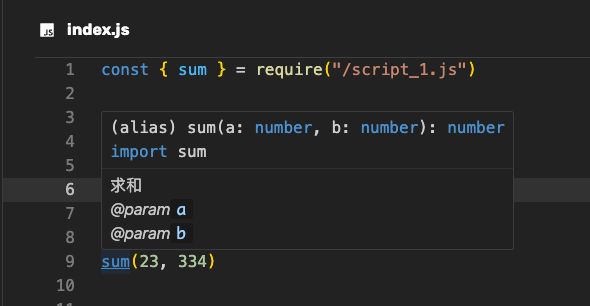 JS index.js
1 const { sum } = require("/script_1.js")
2
3
(alias) sum(a: number, b: number): number
4
import sum
5
6 求和
7 @param a
8 @param b
9 sum(23, 334)
10